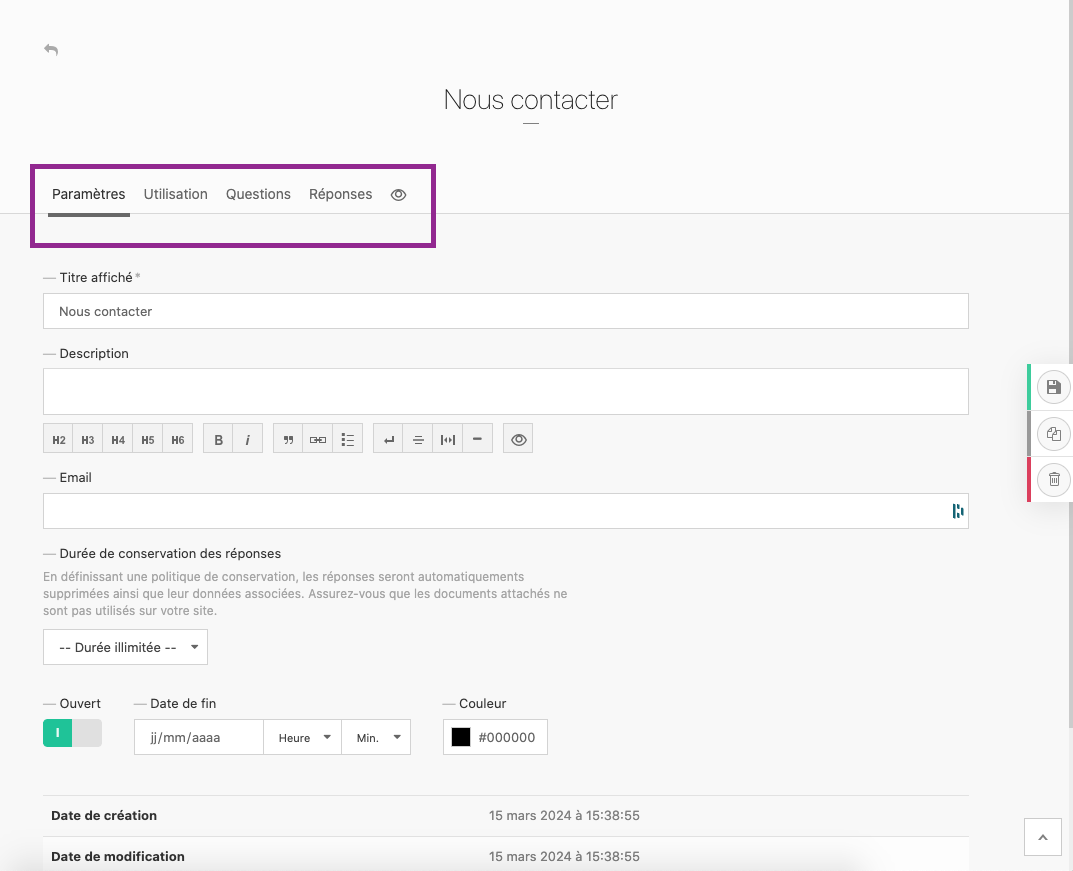 Nous contacter
Paramètres Utilisation Questions Réponses
— Titre affiché *
Nous contacter
— Description
H2 H3 H4 H5 H6 B i
— Email
— Durée de conservation des réponses
En définissant une politique de conservation, les réponses seront automatiquements
supprimées ainsi que leur données associées. Assurez-vous que les documents attachés ne
sont pas utilisés sur votre site.
-- Durée illimitée --
— Ouvert — Date de fin — Couleur
I jj/mm/aaaa Heure Min. #000000
Date de création 15 mars 2024 à 15:38:55
Date de modification 15 mars 2024 à 15:38:55